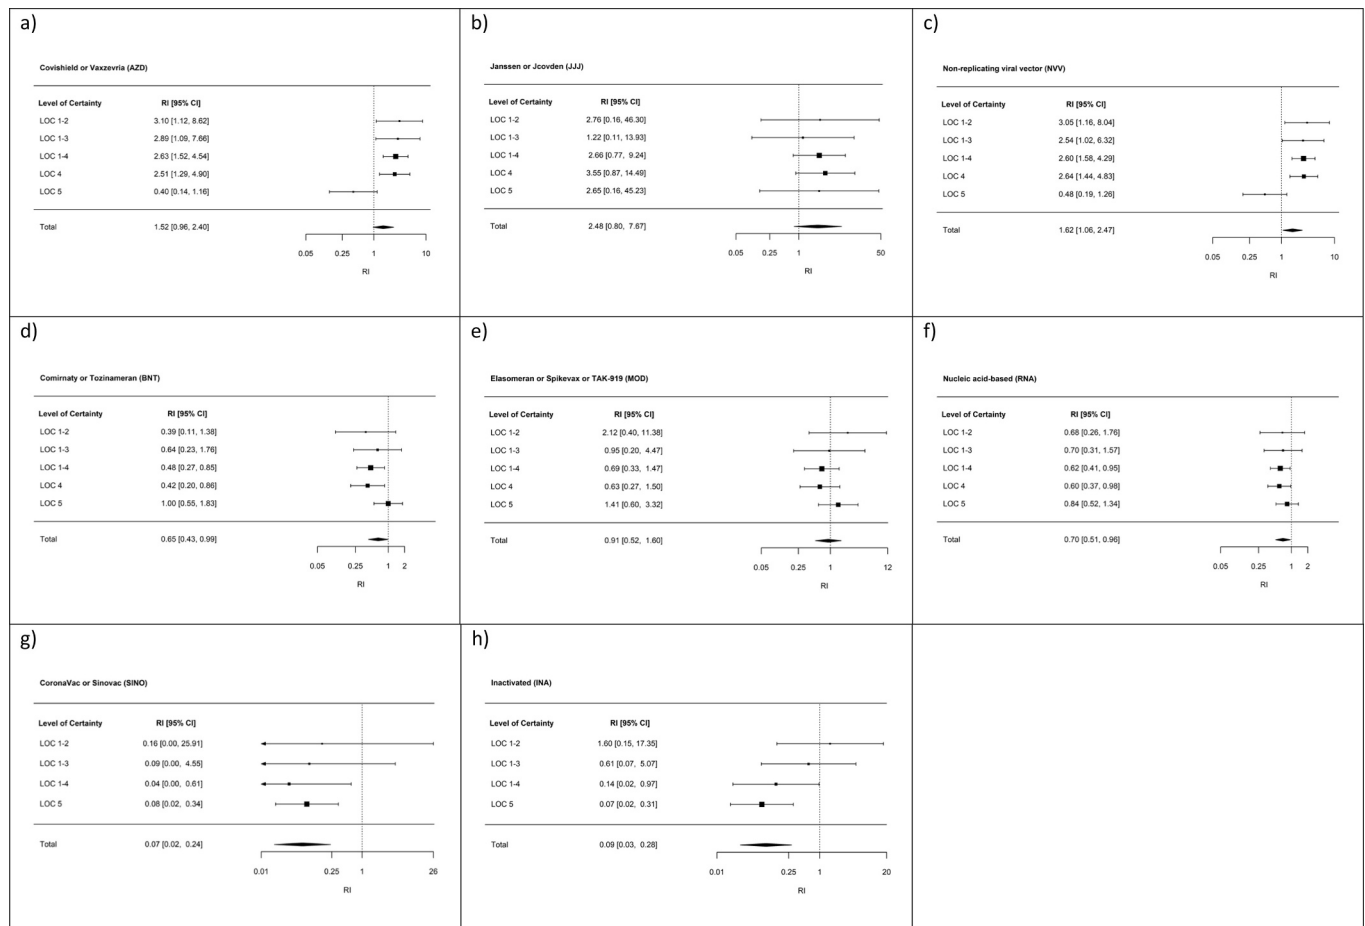 a)
Covishield or Vaxzevria (AZD)
Level of Certainty RI [95% CI]
LOC 1-2 3.10 [1.12, 8.62]
LOC 1-3 2.89 [1.09, 7.66]
LOC 1-4 2.63 [1.52, 4.54]
LOC 4 2.51 [1.29, 4.90]
LOC 5 0.40 [0.14, 1.16]
Total 1.52 [0.96, 2.40]
0.05 0.25 1 10
RI
b)
Janssen or Jcovden (JJJ)
Level of Certainty RI [95% CI]
LOC 1-2 2.76 [0.16, 46.30]
LOC 1-3 1.22 [0.11, 13.93]
LOC 1-4 2.66 [0.77, 9.24]
LOC 4 3.55 [0.87, 14.49]
LOC 5 2.65 [0.16, 45.23]
Total 2.48 [0.80, 7.67]
0.05 0.25 1 50
RI
c)
Non-replicating viral vector (NVV)
Level of Certainty RI [95% CI]
LOC 1-2 3.05 [1.16, 8.04]
LOC 1-3 2.54 [1.02, 6.32]
LOC 1-4 2.60 [1.58, 4.29]
LOC 4 2.64 [1.44, 4.83]
LOC 5 0.48 [0.19, 1.26]
Total 1.62 [1.06, 2.47]
0.05 0.25 1 10
RI
d)
Comirnaty or Tozinameran (BNT)
Level of Certainty RI [95% CI]
LOC 1-2 0.39 [0.11, 1.38]
LOC 1-3 0.64 [0.23, 1.76]
LOC 1-4 0.48 [0.27, 0.85]
LOC 4 0.42 [0.20, 0.86]
LOC 5 1.00 [0.55, 1.83]
Total 0.65 [0.43, 0.99]
0.05 0.25 1 2
RI
e)
Elasomeran or Spikevax or TAK-919 (MOD)
Level of Certainty RI [95% CI]
LOC 1-2 2.12 [0.40, 11.38]
LOC 1-3 0.95 [0.20, 4.47]
LOC 1-4 0.69 [0.33, 1.47]
LOC 4 0.63 [0.27, 1.50]
LOC 5 1.41 [0.60, 3.32]
Total 0.91 [0.52, 1.60]
0.05 0.25 1 12
RI
f)
Nucleic acid-based (RNA)
Level of Certainty RI [95% CI]
LOC 1-2 0.68 [0.26, 1.76]
LOC 1-3 0.70 [0.31, 1.57]
LOC 1-4 0.62 [0.41, 0.95]
LOC 4 0.60 [0.37, 0.98]
LOC 5 0.84 [0.52, 1.34]
Total 0.70 [0.51, 0.96]
0.05 0.25 1 2
RI
g)
CoronaVac or Sinovac (SINO)
Level of Certainty RI [95% CI]
LOC 1-2 0.16 [0.00, 25.91]
LOC 1-3 0.09 [0.00, 4.55]
LOC 1-4 0.04 [0.00, 0.61]
LOC 5 0.08 [0.02, 0.34]
Total 0.07 [0.02, 0.24]
0.01 0.25 1 26
RI
h)
Inactivated (INA)
Level of Certainty RI [95% CI]
LOC 1-2 1.60 [0.15, 17.35]
LOC 1-3 0.61 [0.07, 5.07]
LOC 1-4 0.14 [0.02, 0.97]
LOC 5 0.07 [0.02, 0.31]
Total 0.09 [0.03, 0.28]
0.01 0.25 1 20
RI